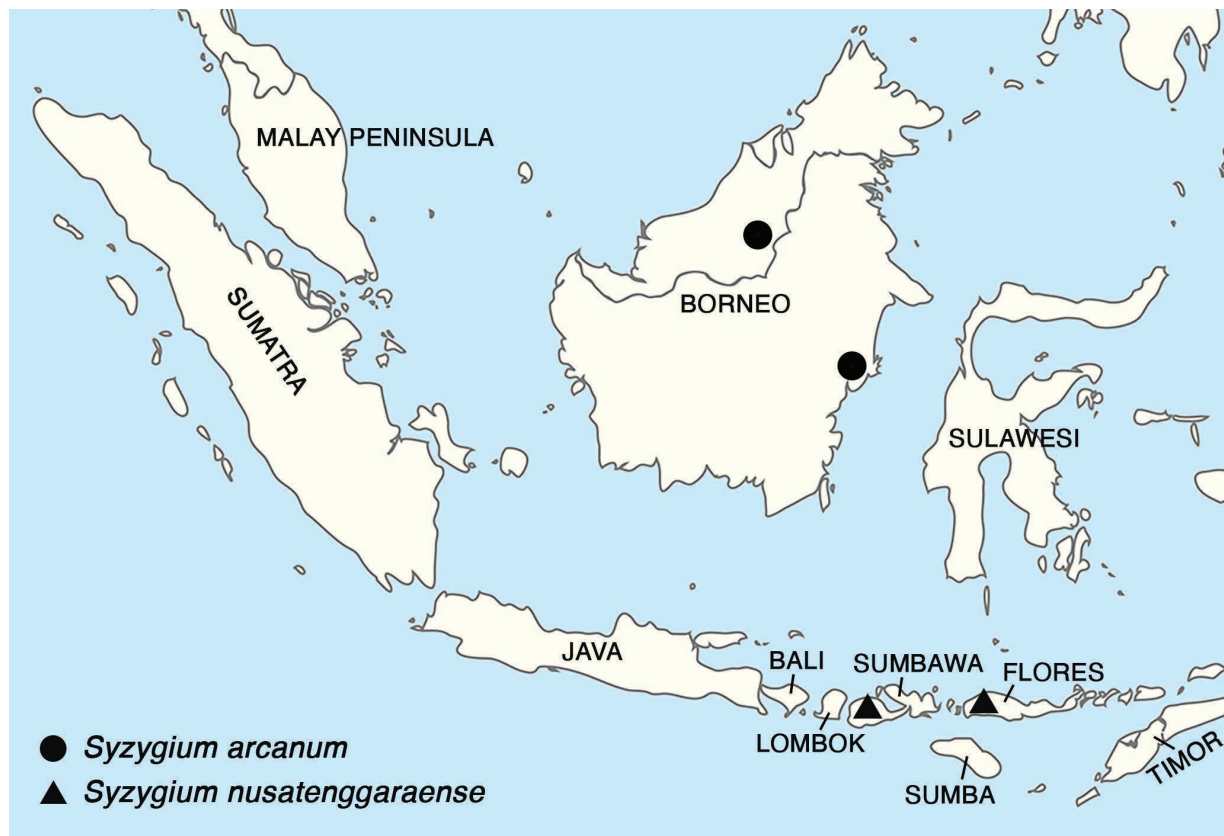 MALAY PENINSULA
SUMATRA
BORNEO
SULAWESI
JAVA
BALI
SUMBAWA
FLORES
LOMBOK
SUMBA
TIMOR
Syzygium arcanum
Syzygium nusatenggaraense